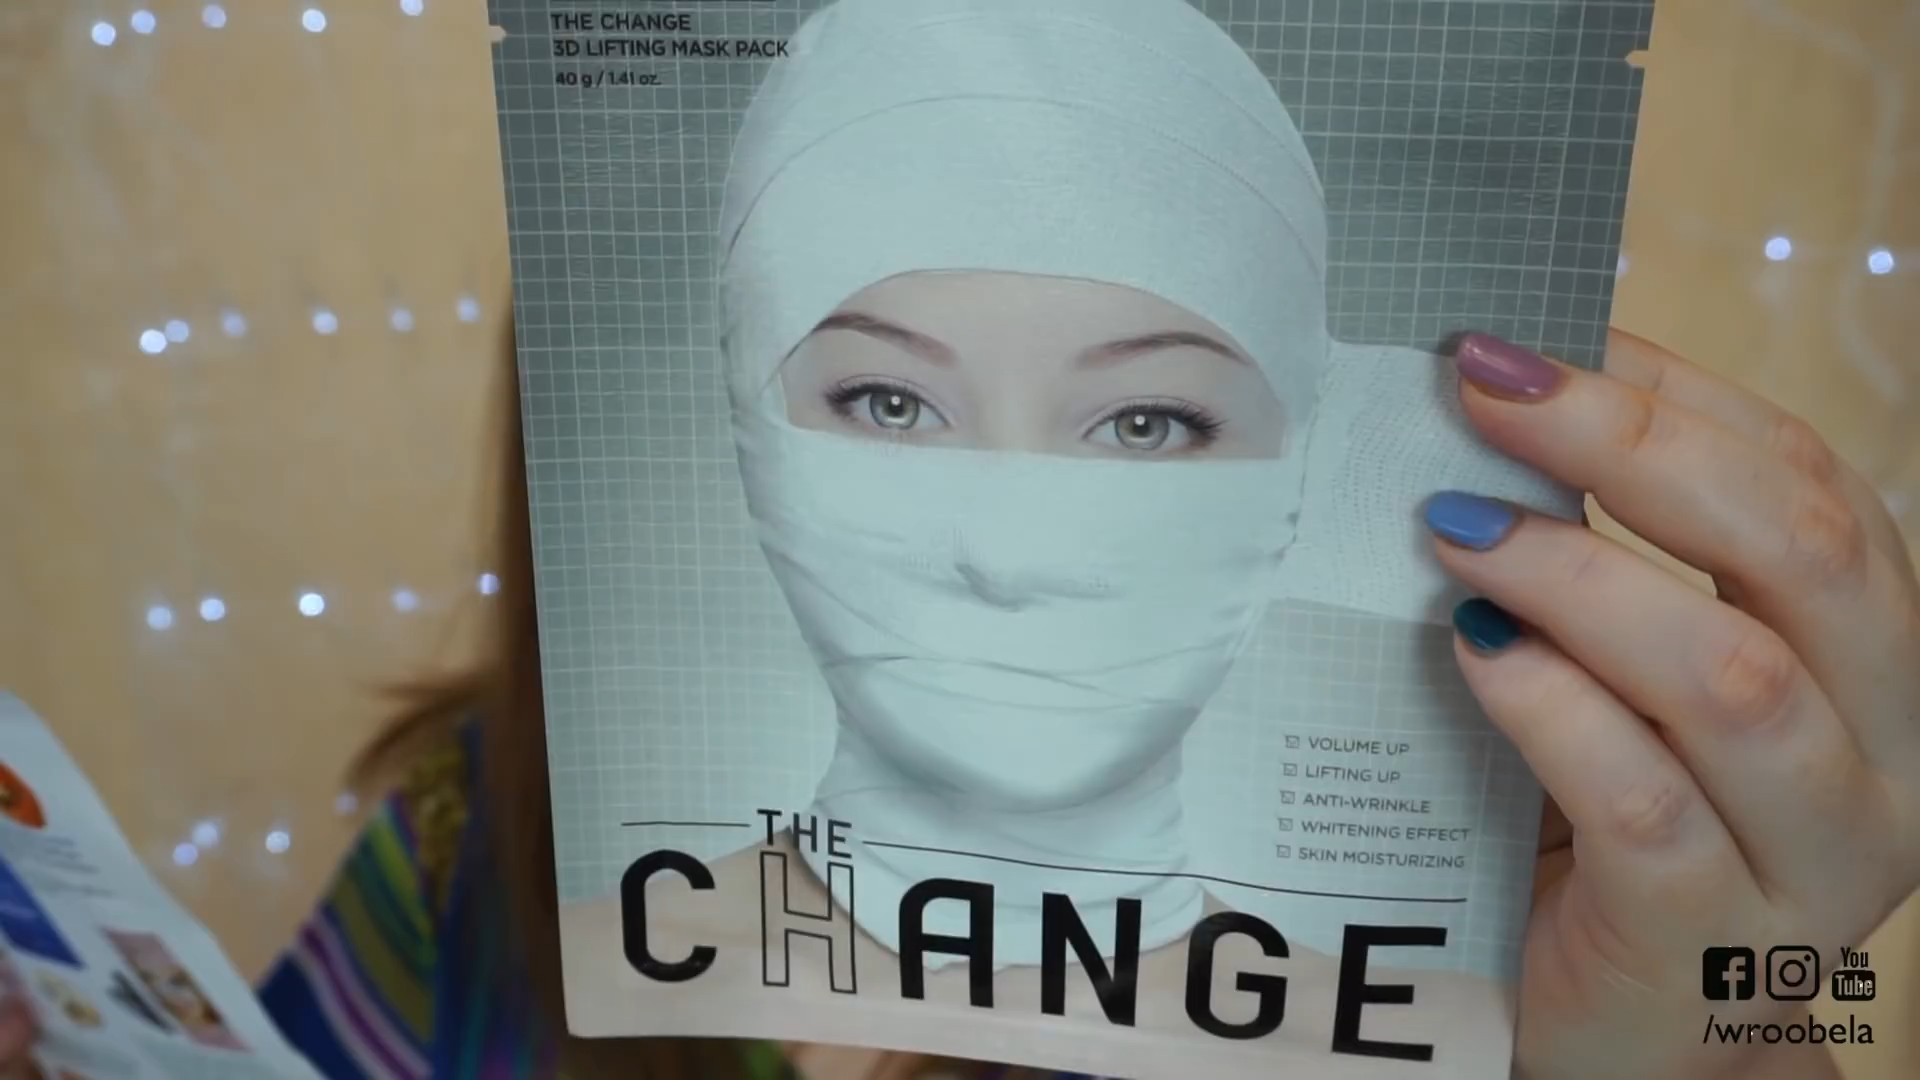 THE CHANGE
3D LIFTING MASK PACK
40 g / 1.41 oz.
VOLUME UP
LIFTING UP
ANTI-WRINKLE
WHITENING EFFECT
SKIN MOISTURIZING
THE
CHANGE
You
Tube
/wroobela